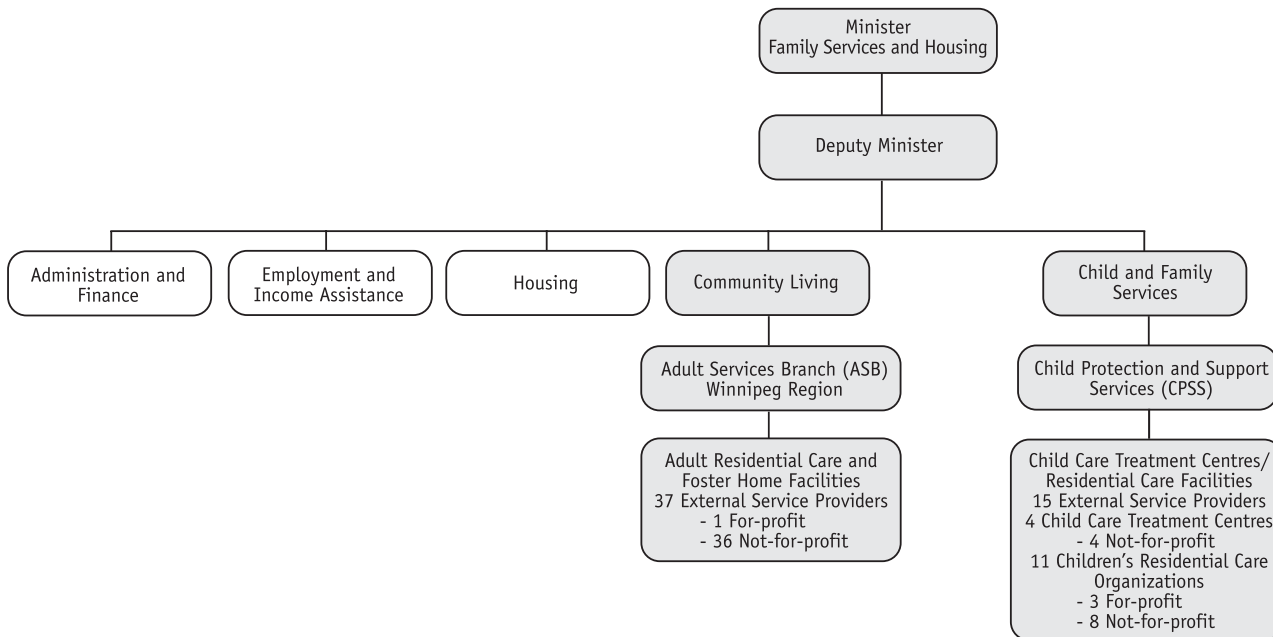 Minister
Family Services and Housing
Deputy Minister
Administration and
Finance
Employment and
Income Assistance
Housing
Community Living
Child and Family
Services
Adult Services Branch (ASB)
Winnipeg Region
Child Protection and Support
Services (CPSS)
Adult Residential Care and
Foster Home Facilities
37 External Service Providers
- 1 For-profit
- 36 Not-for-profit
Child Care Treatment Centres/
Residential Care Facilities
15 External Service Providers
4 Child Care Treatment Centres
- 4 Not-for-profit
11 Children's Residential Care
Organizations
- 3 For-profit
- 8 Not-for-profit